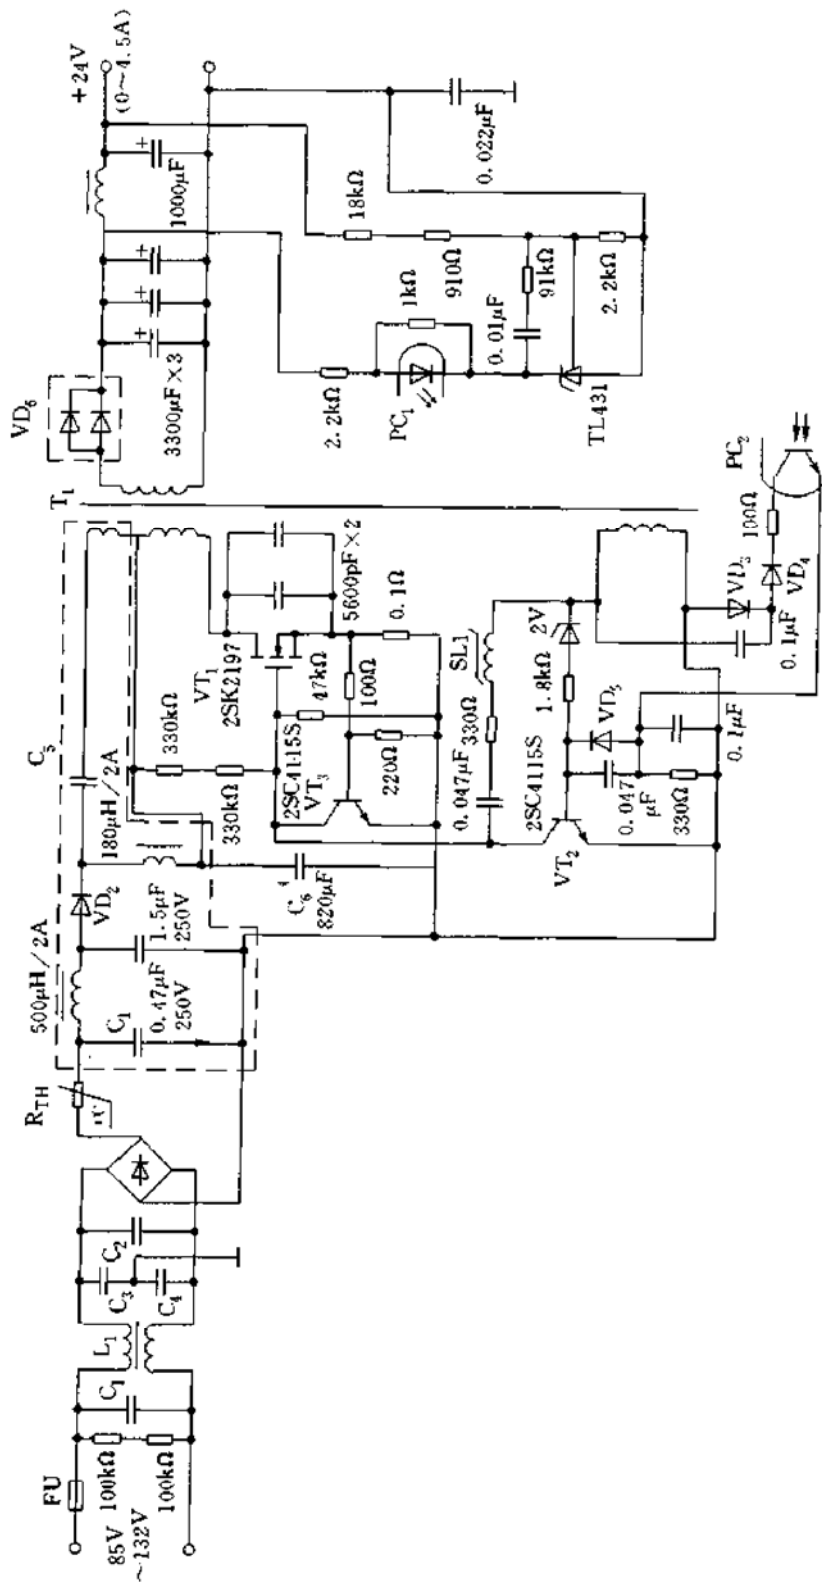 FU
85V
~132V
100kΩ
100kΩ
C₁
L₁
C₃
C₄
C₂
R_TH
500μH/2A
C₁
0.47μF
250V
1.5μF
250V
VD₂
180μH/2A
C₅
C₆
820μF
330kΩ
330kΩ
T₁
VT₁
2SK2197
5600pF×2
47kΩ
100Ω
0.1Ω
2SC4115S
VT₃
220Ω
0.047μF
330Ω
SL1
2SC4115S
VT₂
1.8kΩ
2V
VD₅
0.047
μF
330Ω
0.1μF
0.1μF
VD₄
100Ω
PC₂
VD₆
3300μF×3
1000μF
+24V
(0~4.5A)
2.2kΩ
PC₁
1kΩ
18kΩ
910Ω
0.01μF
91kΩ
TL431
2.2kΩ
0.022μF